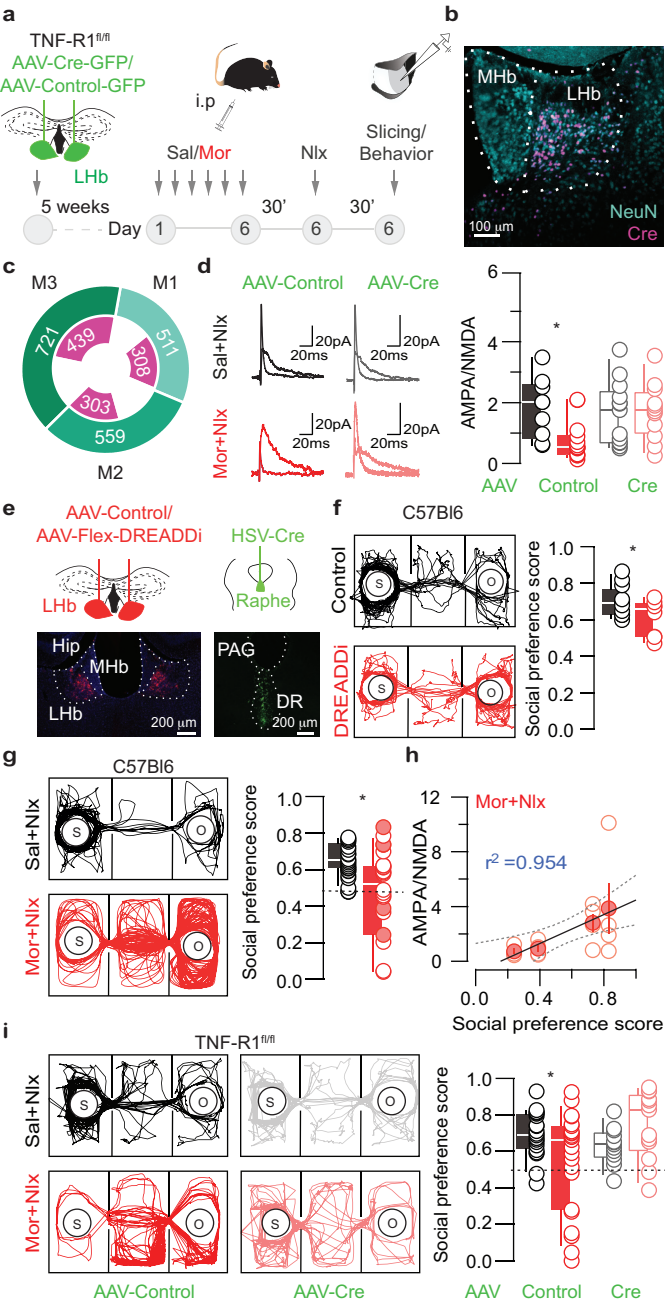 a
TNF-R1fl/fl
AAV-Cre-GFP/
AAV-Control-GFP
LHb
i.p
Sal/Mor
Nlx
Slicing/
Behavior
5 weeks
30'
30'
Day
1
6
6
6
b
MHb
LHb
NeuN
Cre
100 µm
c
M3
M1
M2
721
439
511
308
303
559
d
AAV-Control
AAV-Cre
Sal+Nlx
20pA
20ms
20pA
20ms
Mor+Nlx
20pA
20ms
20pA
20ms
AMPA/NMDA
6
4
2
0
*
AAV
Control
Cre
e
AAV-Control/
AAV-Flex-DREADDi
LHb
HSV-Cre
Raphe
Hip
MHb
LHb
200 µm
PAG
DR
200 µm
f
C57Bl6
Control
S
O
DREADDi
S
O
Social preference score
1.0
0.8
0.6
0.4
0.2
0.0
*
g
C57Bl6
Sal+Nlx
S
O
Mor+Nlx
S
O
Social preference score
1.0
0.8
0.6
0.4
0.2
0.0
*
h
Mor+Nlx
r2 =0.954
AMPA/NMDA
12
8
4
0
0.0
0.4
0.8
Social preference score
i
TNF-R1fl/fl
Sal+Nlx
S
O
S
O
Mor+Nlx
S
O
S
O
AAV-Control
AAV-Cre
Social preference score
1.0
0.8
0.6
0.4
0.2
0.0
*
AAV
Control
Cre